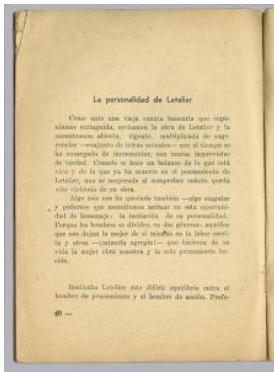 La personalidad de Letelier
Como ante una vieja cuenta bancaria que supo-
níamos extinguida, revisamos la obra de Letelier y la
encontramos abierta, vigente, multiplicada de suge-
rencias —conjunto de temas actuales— que el tiempo se
ha encargado de incrementar, con rentas imprevistas
de verdad. Cuando se hace un balance de lo que está
vivo y de lo que ya ha muerto en el pensamiento de
Letelier, uno se sorprende al comprobar cuánto queda
aún viviendo de su obra.
Algo más nos ha quedado también —algo singular
y poderoso que necesitamos animar en esta oportuni-
dad de homenaje: la incitación de su personalidad.
Porque los hombres se dividen en dos géneros: aquellos
que nos dejan lo mejor de sí mismos en la labor escri-
ta y otros —¡minoría egregia!— que hicieron de su
vida la mejor obra maestra y la más permanente lec-
ción.
Realizaba Letelier este difícil equilibrio entre el
hombre de pensamiento y el hombre de acción. Profe-
40 —